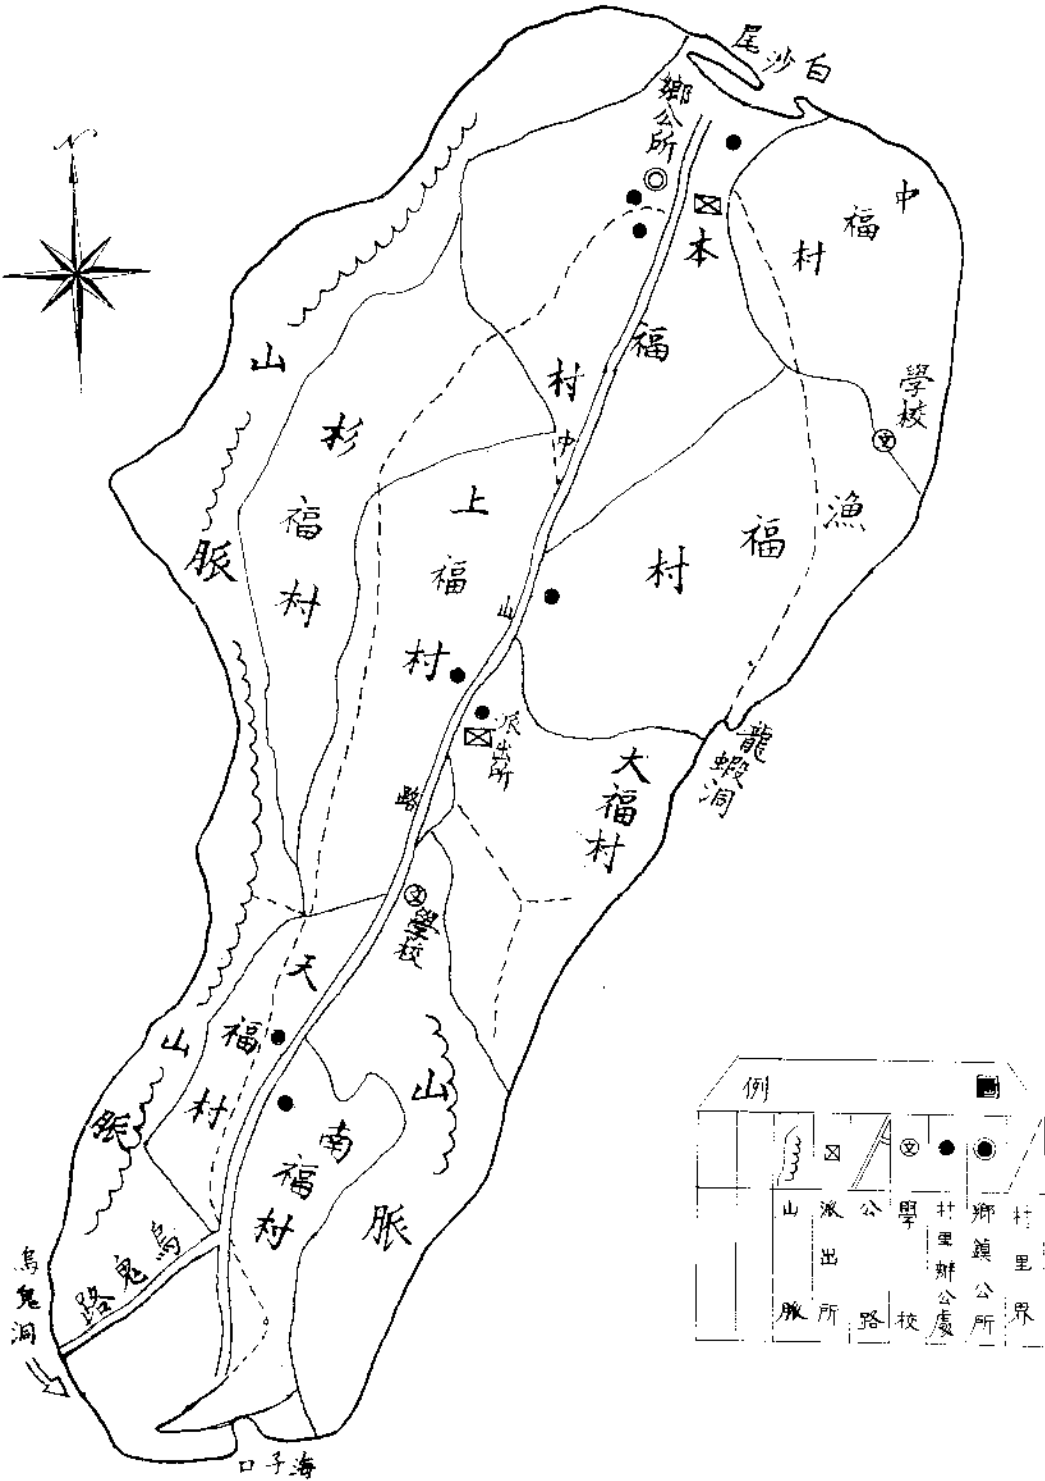 N
白沙尾
鄉公所
中福村
本福村
學校
山脈
杉福村
上福村
漁福村
中山路
派出所
大福村
龍蝦洞
學校
天福村
山脈
山脈
南福村
烏鬼路
烏鬼洞
海子口
圖例
村里界
鄉鎮公所
村里辦公處
文
學校
公路
派出所
山脈
文
文